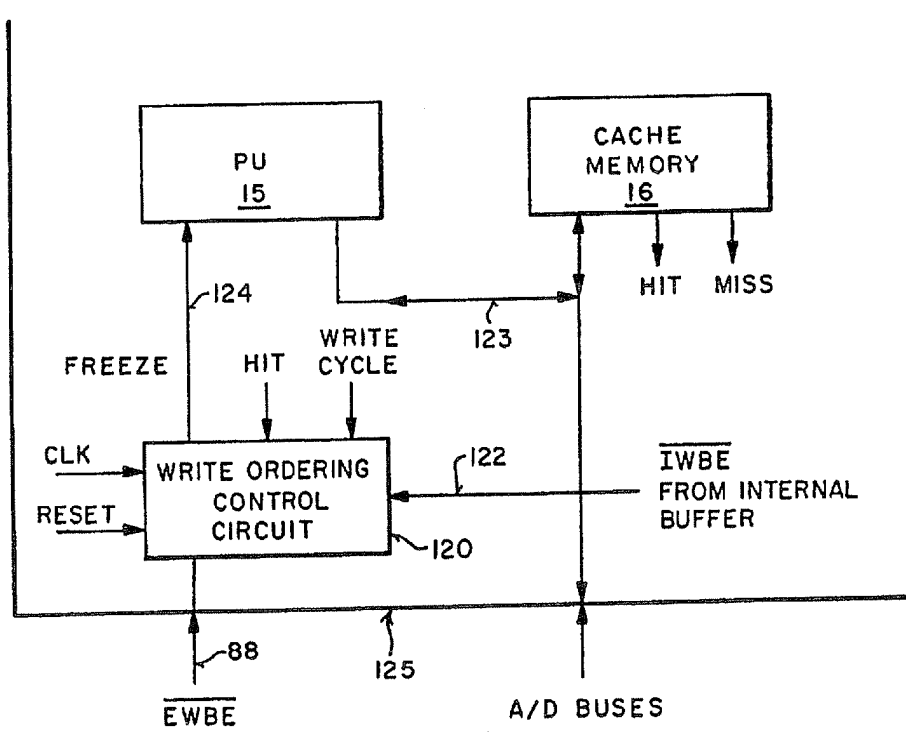 PU
15
CACHE
MEMORY
16
HIT
MISS
124
123
FREEZE
HIT
WRITE
CYCLE
CLK
RESET
WRITE ORDERING
CONTROL
CIRCUIT
120
122
IWBE
FROM INTERNAL
BUFFER
88
125
EWBE
A/D BUSES